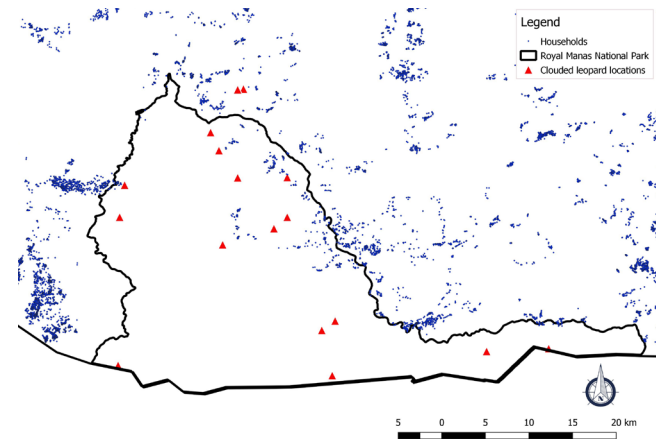 Legend
Households
Royal Manas National Park
Clouded leopard locations
5 0 5 10 15 20 km